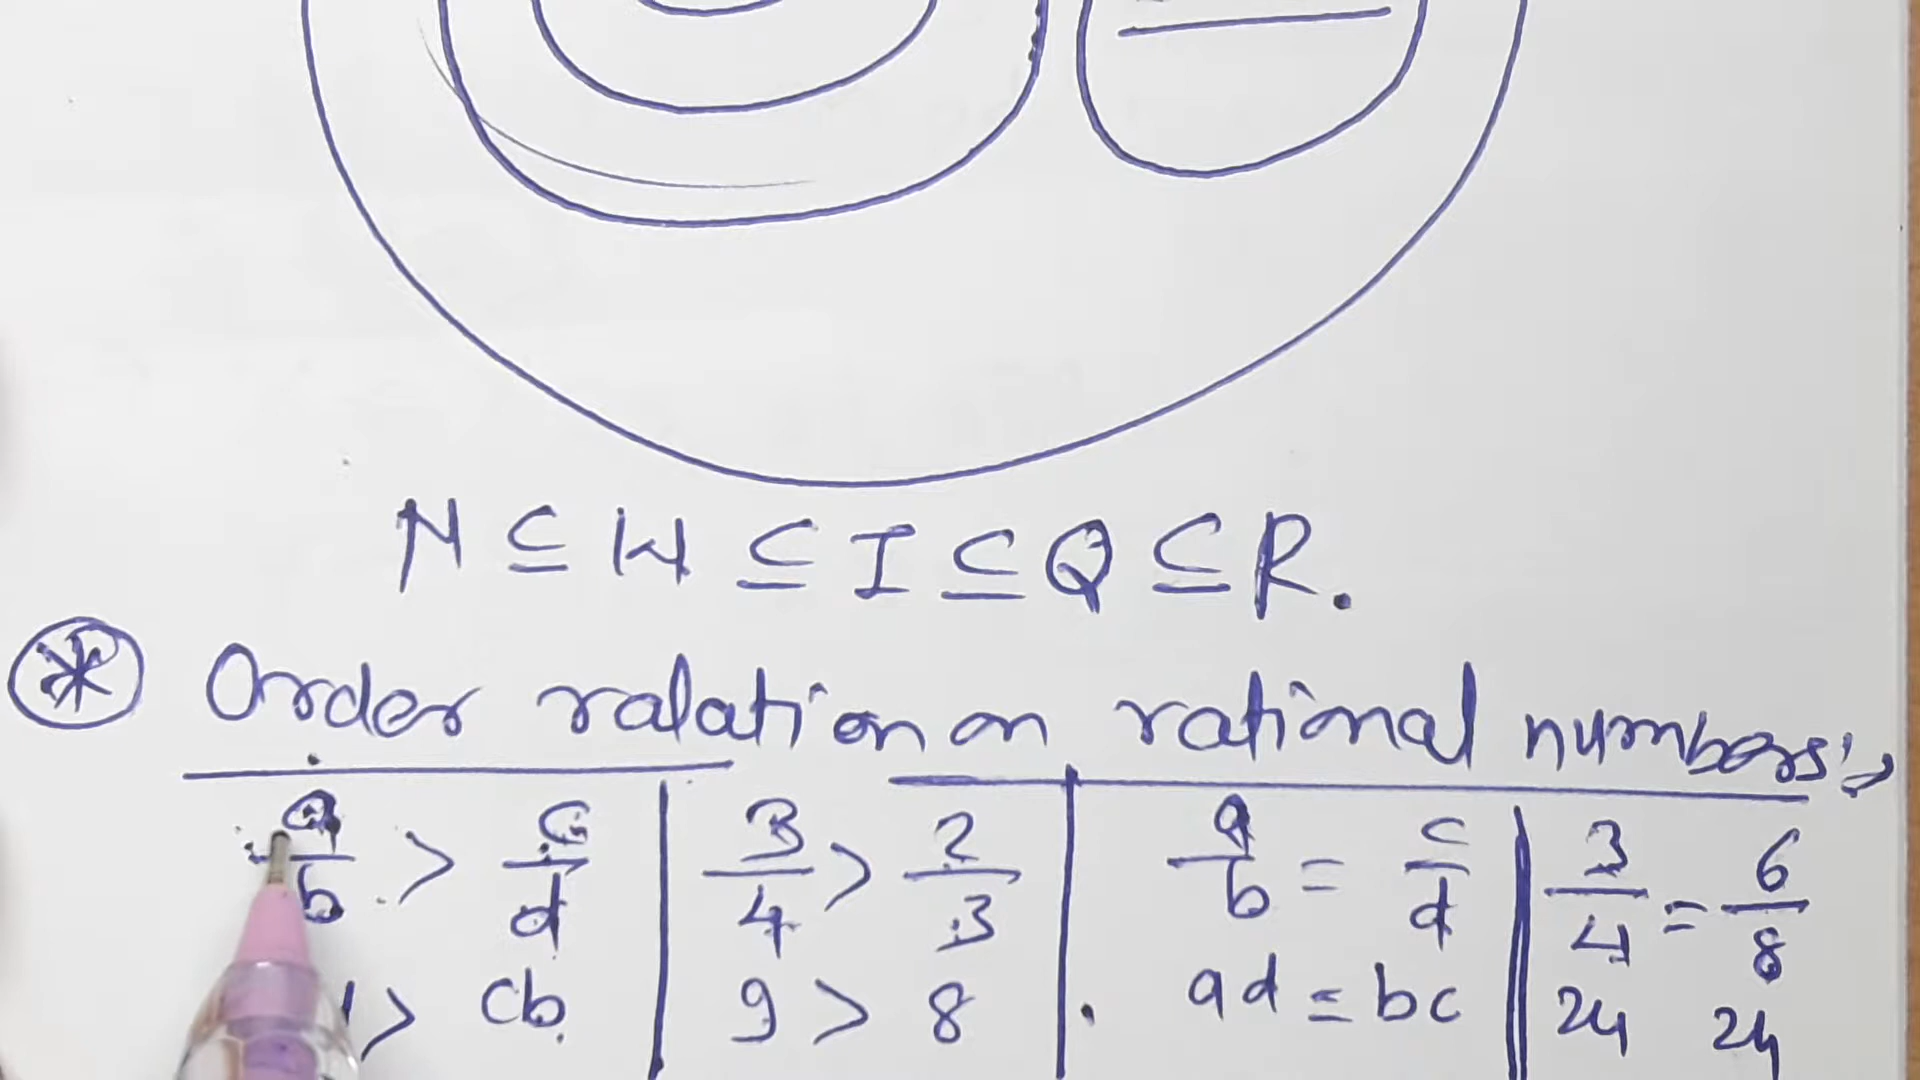 N ⊆ W ⊆ I ⊆ Q ⊆ R.
* Order ralation on rational numbers:→
a/b > c/d | 3/4 > 2/3 | a/b = c/d | 3/4 = 6/8
> cb | 9 > 8 . | ad = bc | 24 24